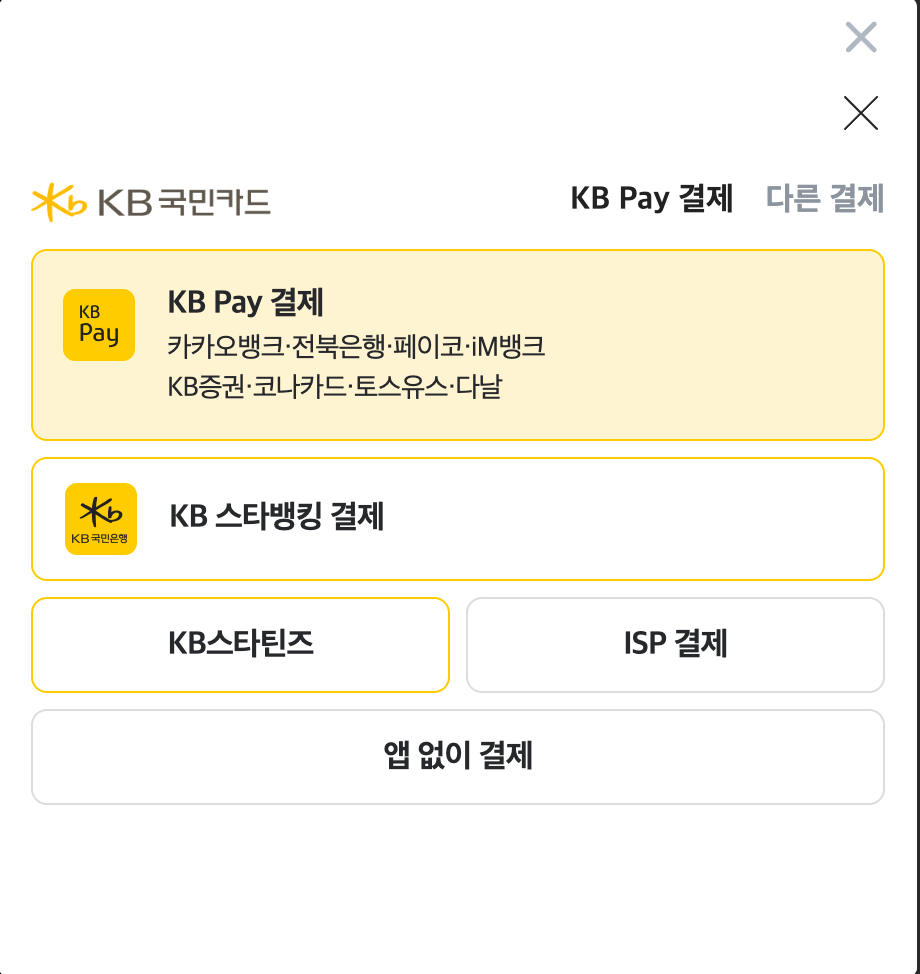 KB 국민카드
KB Pay 결제 다른 결제
KB
Pay
KB Pay 결제
카카오뱅크·전북은행·페이코·iM뱅크
KB증권·코나카드·토스유스·다날
KB국민은행
KB 스타뱅킹 결제
KB스타틴즈
ISP 결제
앱 없이 결제